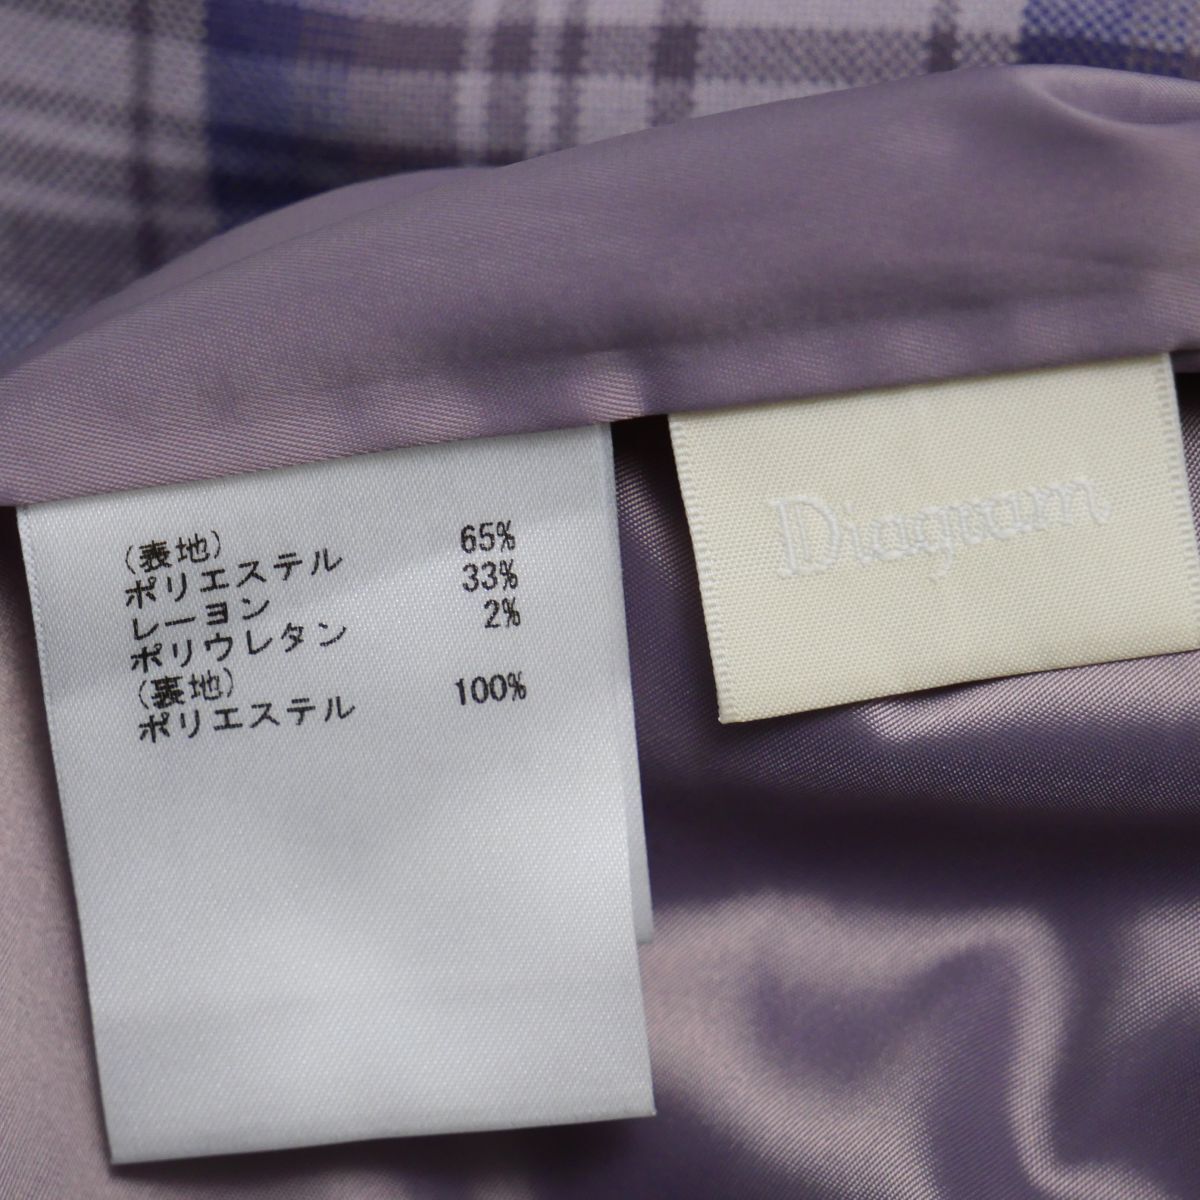 (表地)
ポリエステル 65%
レーヨン 33%
ポリウレタン 2%
(裏地)
ポリエステル 100%
Diagram